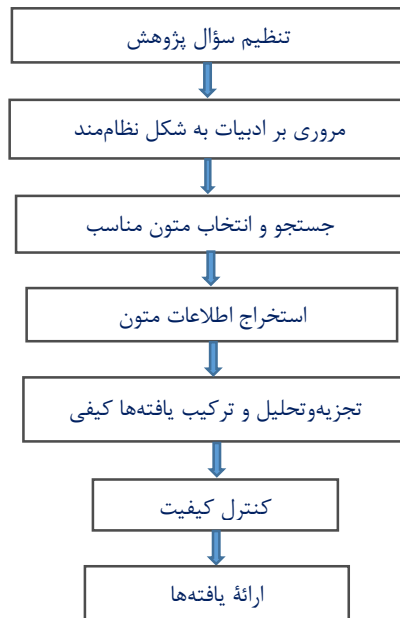 تنظیم سؤال پژوهش
مروری بر ادبیات به شکل نظام‌مند
جستجو و انتخاب متون مناسب
استخراج اطلاعات متون
تجزیه‌وتحلیل و ترکیب یافته‌ها کیفی
کنترل کیفیت
ارائهٔ یافته‌ها